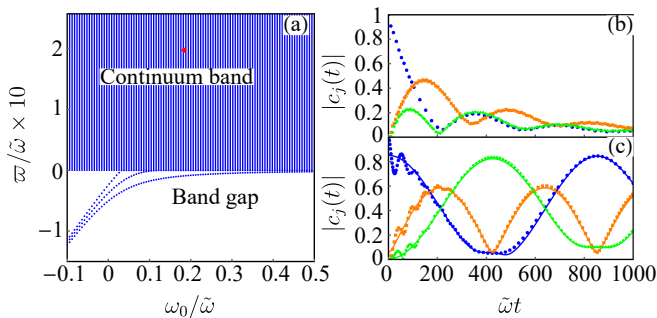 (a)
2
Continuum band
1
ϖ/ω̃ × 10
0
Band gap
−1
−0.1 0 0.1 0.2 0.3 0.4 0.5
ω₀/ω̃
(b)
1
0.8
0.6
|cⱼ(t)|
0.4
0.2
0
(c)
0.8
0.6
|cⱼ(t)|
0.4
0.2
0
0 200 400 600 800 1000
ω̃t